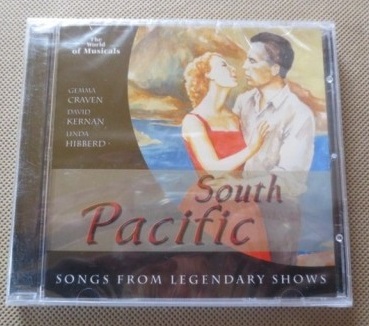 The World
of Musicals
GEMMA
CRAVEN
DAVID
KERNAN
LINDA
HIBBERD
South
Pacific
SONGS FROM LEGENDARY SHOWS